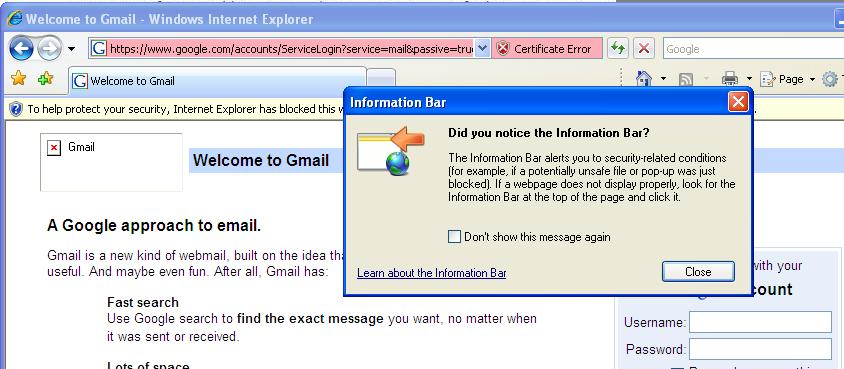 Welcome to Gmail - Windows Internet Explorer
https://www.google.com/accounts/ServiceLogin?service=mail&passive=tru
Certificate Error
Google
Welcome to Gmail
Page
To help protect your security, Internet Explorer has blocked this w
Gmail
Welcome to Gmail
A Google approach to email.
Gmail is a new kind of webmail, built on the idea tha
useful. And maybe even fun. After all, Gmail has:
Fast search
Use Google search to find the exact message you want, no matter when
it was sent or received.
Lots of space
Information Bar
Did you notice the Information Bar?
The Information Bar alerts you to security-related conditions
(for example, if a potentially unsafe file or pop-up was just
blocked). If a webpage does not display properly, look for the
Information Bar at the top of the page and click it.
Don't show this message again
Learn about the Information Bar
Close
with your
count
Username:
Password: